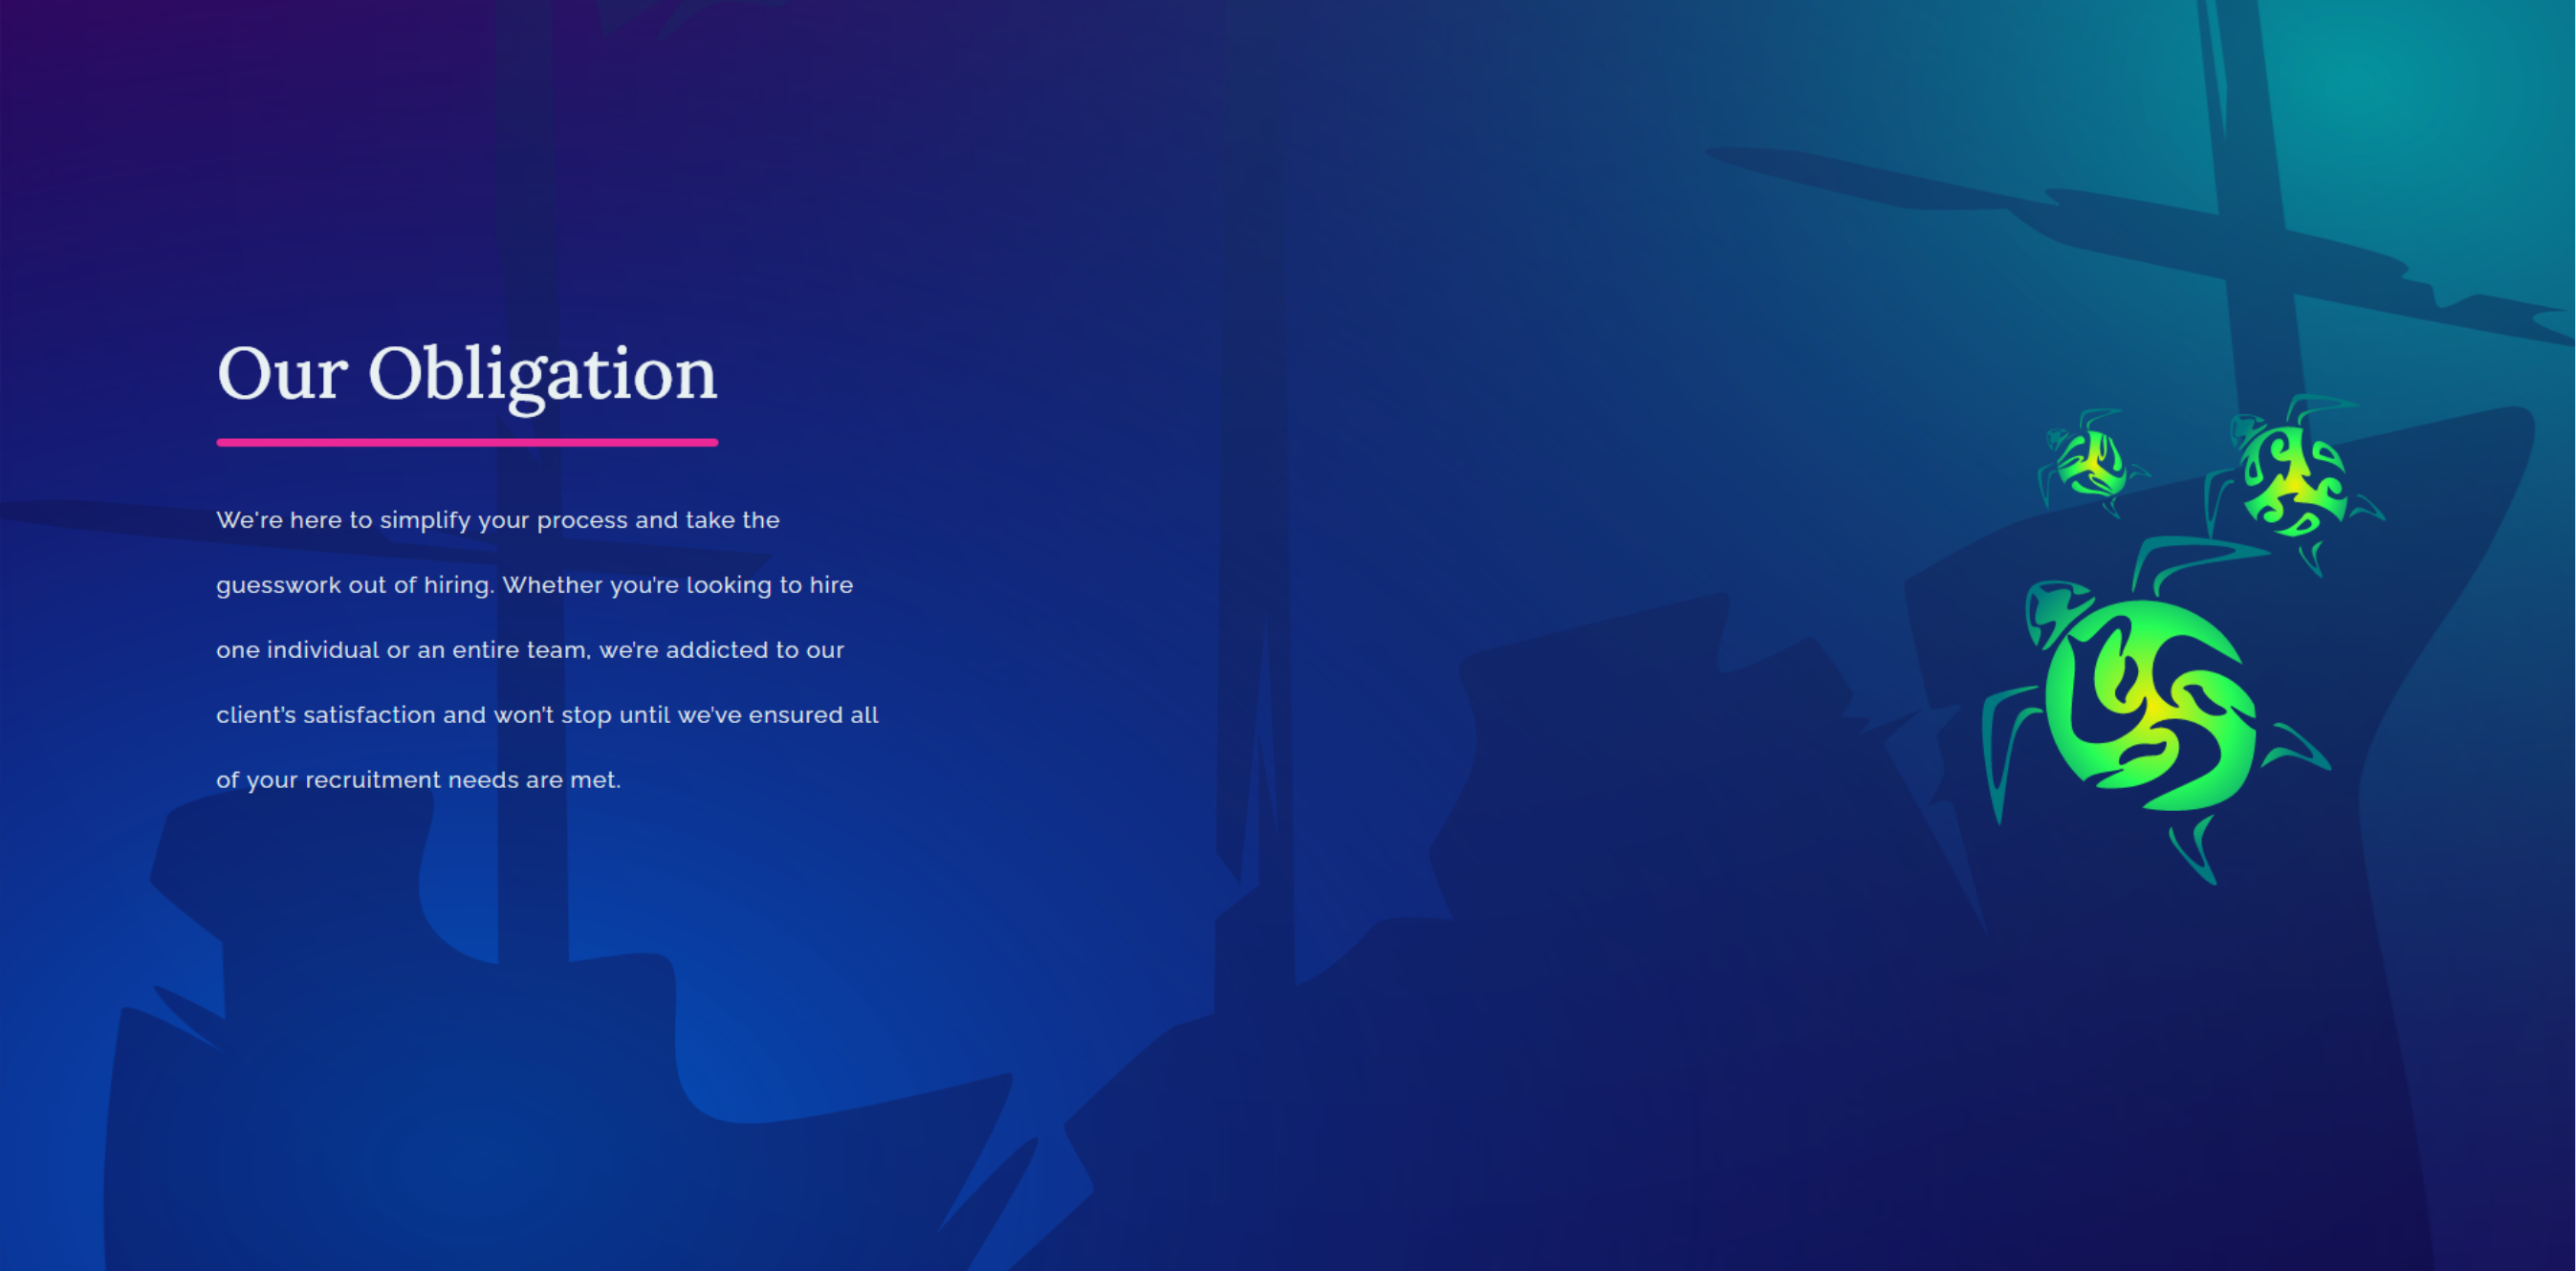 Our Obligation
We're here to simplify your process and take the
guesswork out of hiring. Whether you're looking to hire
one individual or an entire team, we're addicted to our
client's satisfaction and won't stop until we've ensured all
of your recruitment needs are met.